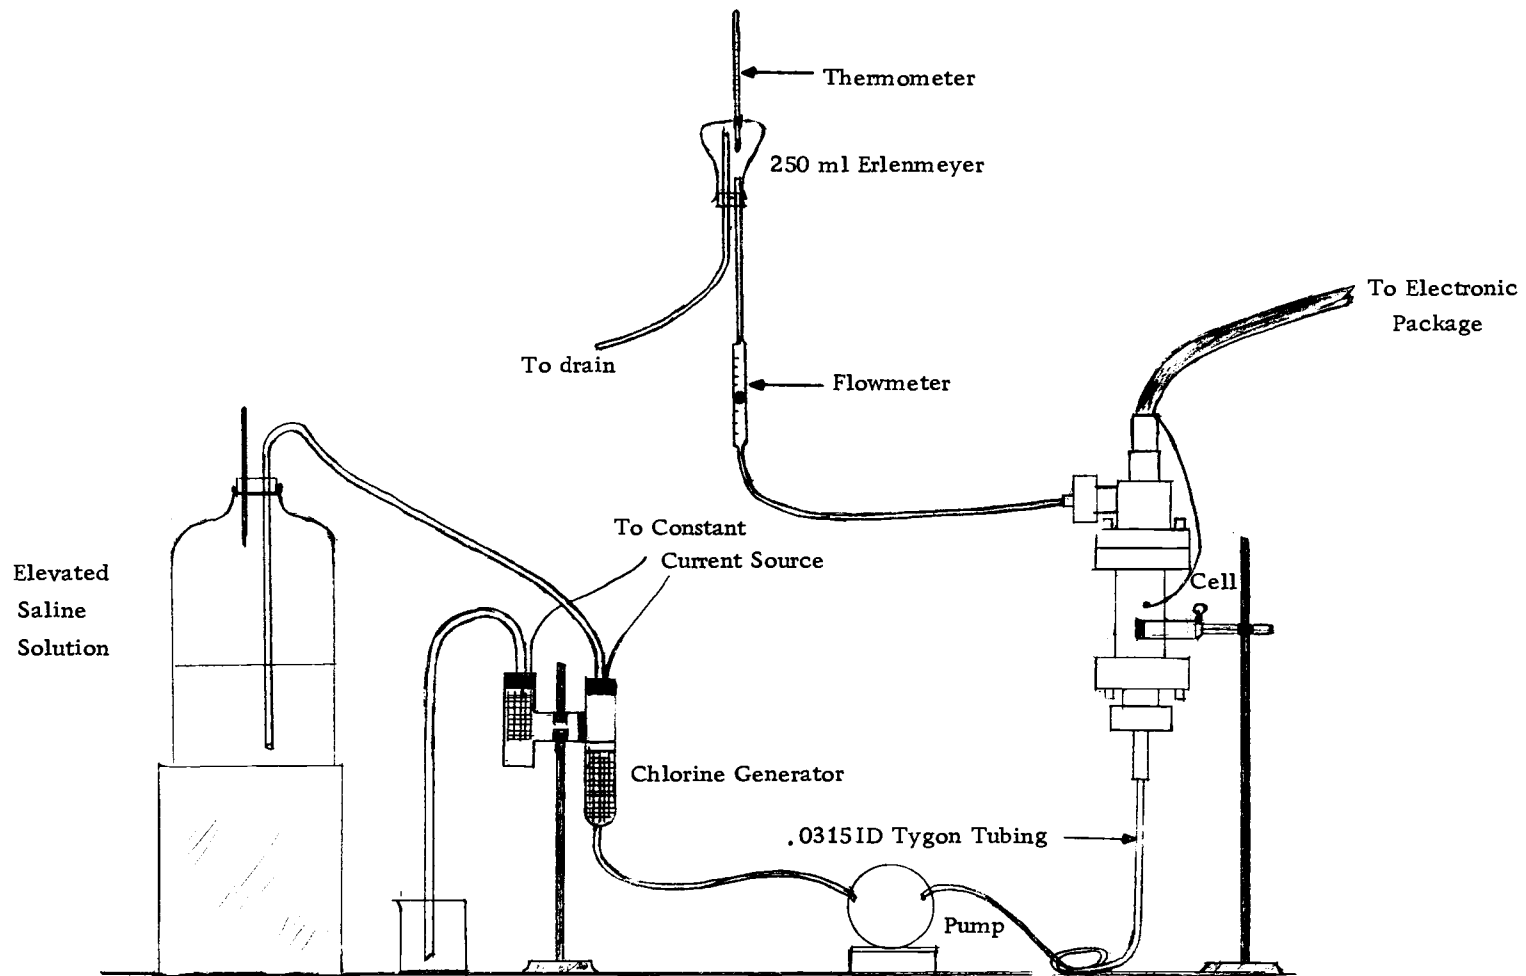 Thermometer
250 ml Erlenmeyer
To Electronic
Package
To drain
Flowmeter
To Constant
Current Source
Elevated
Saline
Solution
Cell
Chlorine Generator
.0315ID Tygon Tubing
Pump